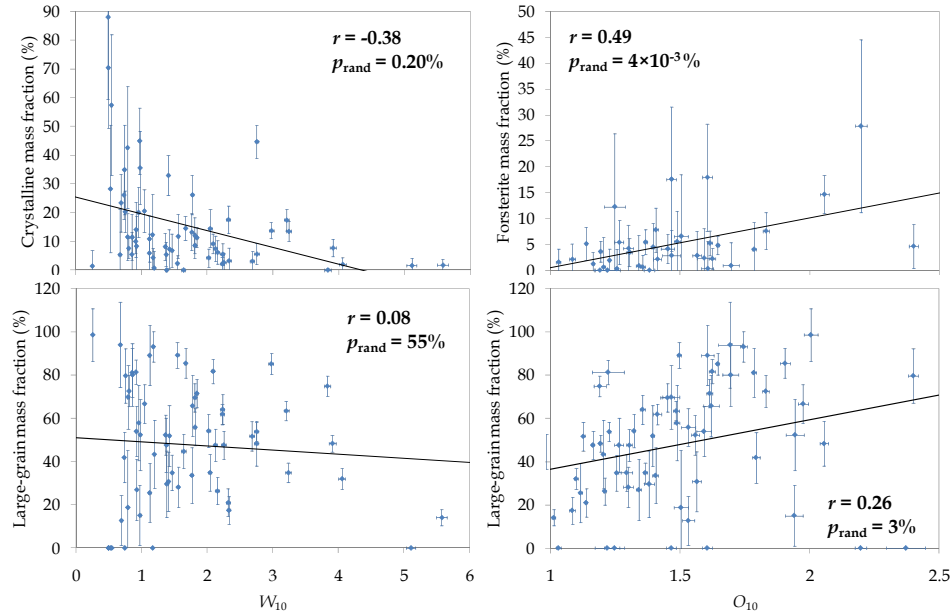 90
80
70
60
50
40
30
20
10
0
Crystalline mass fraction (%)
r = -0.38
p_rand = 0.20%
50
45
40
35
30
25
20
15
10
5
0
Forsterite mass fraction (%)
r = 0.49
p_rand = 4×10⁻³%
120
100
80
60
40
20
0
Large-grain mass fraction (%)
r = 0.08
p_rand = 55%
0 1 2 3 4 5 6
W₁₀
120
100
80
60
40
20
0
Large-grain mass fraction (%)
r = 0.26
p_rand = 3%
1 1.5 2 2.5
O₁₀